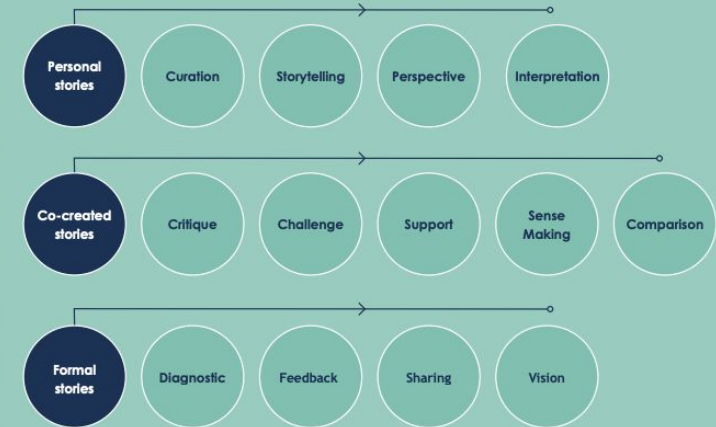 Personal
stories
Curation
Storytelling
Perspective
Interpretation
Co-created
stories
Critique
Challenge
Support
Sense
Making
Comparison
Formal
stories
Diagnostic
Feedback
Sharing
Vision